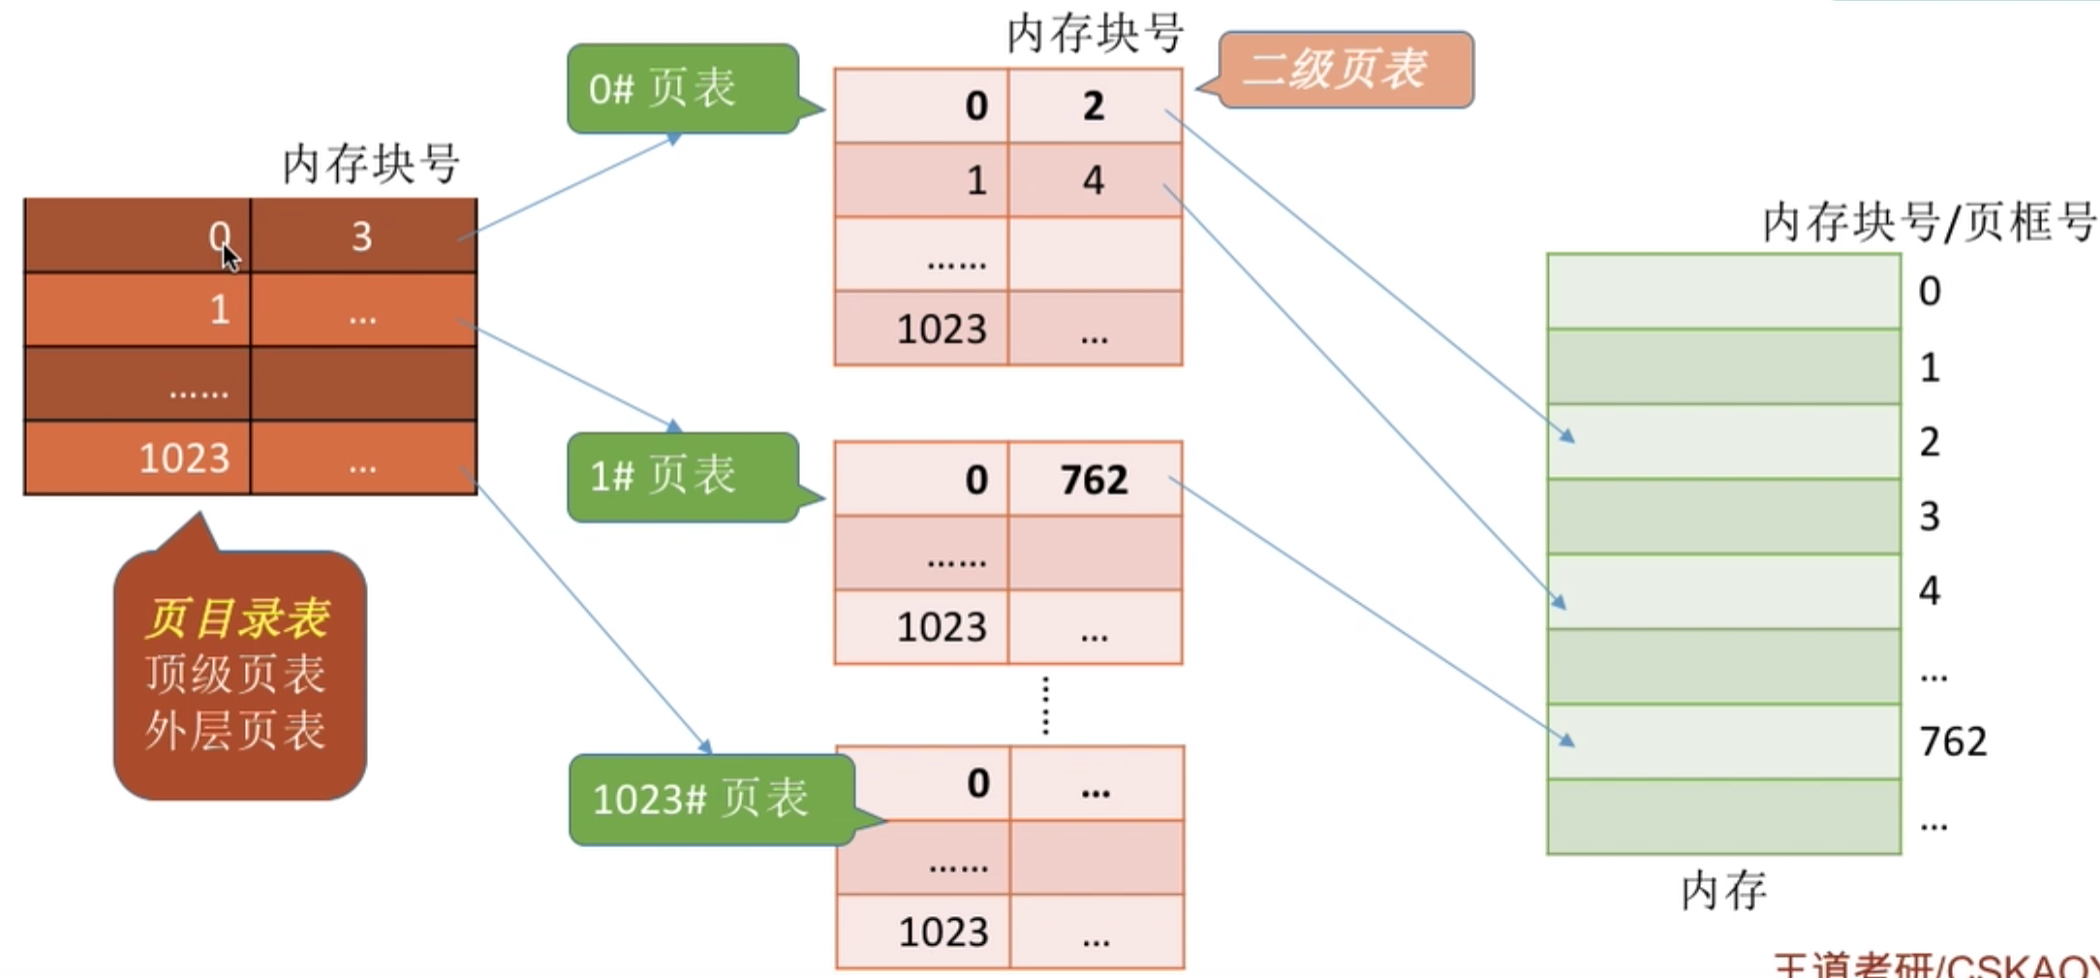 内存块号
0 3
1 ...
......
1023 ...
页目录表
顶级页表
外层页表
0# 页表
1# 页表
1023# 页表
内存块号
二级页表
0 2
1 4
......
1023 ...
0 762
......
1023 ...
0 ...
......
1023 ...
内存块号/页框号
0
1
2
3
4
...
762
...
内存
王道考研/CSKAO